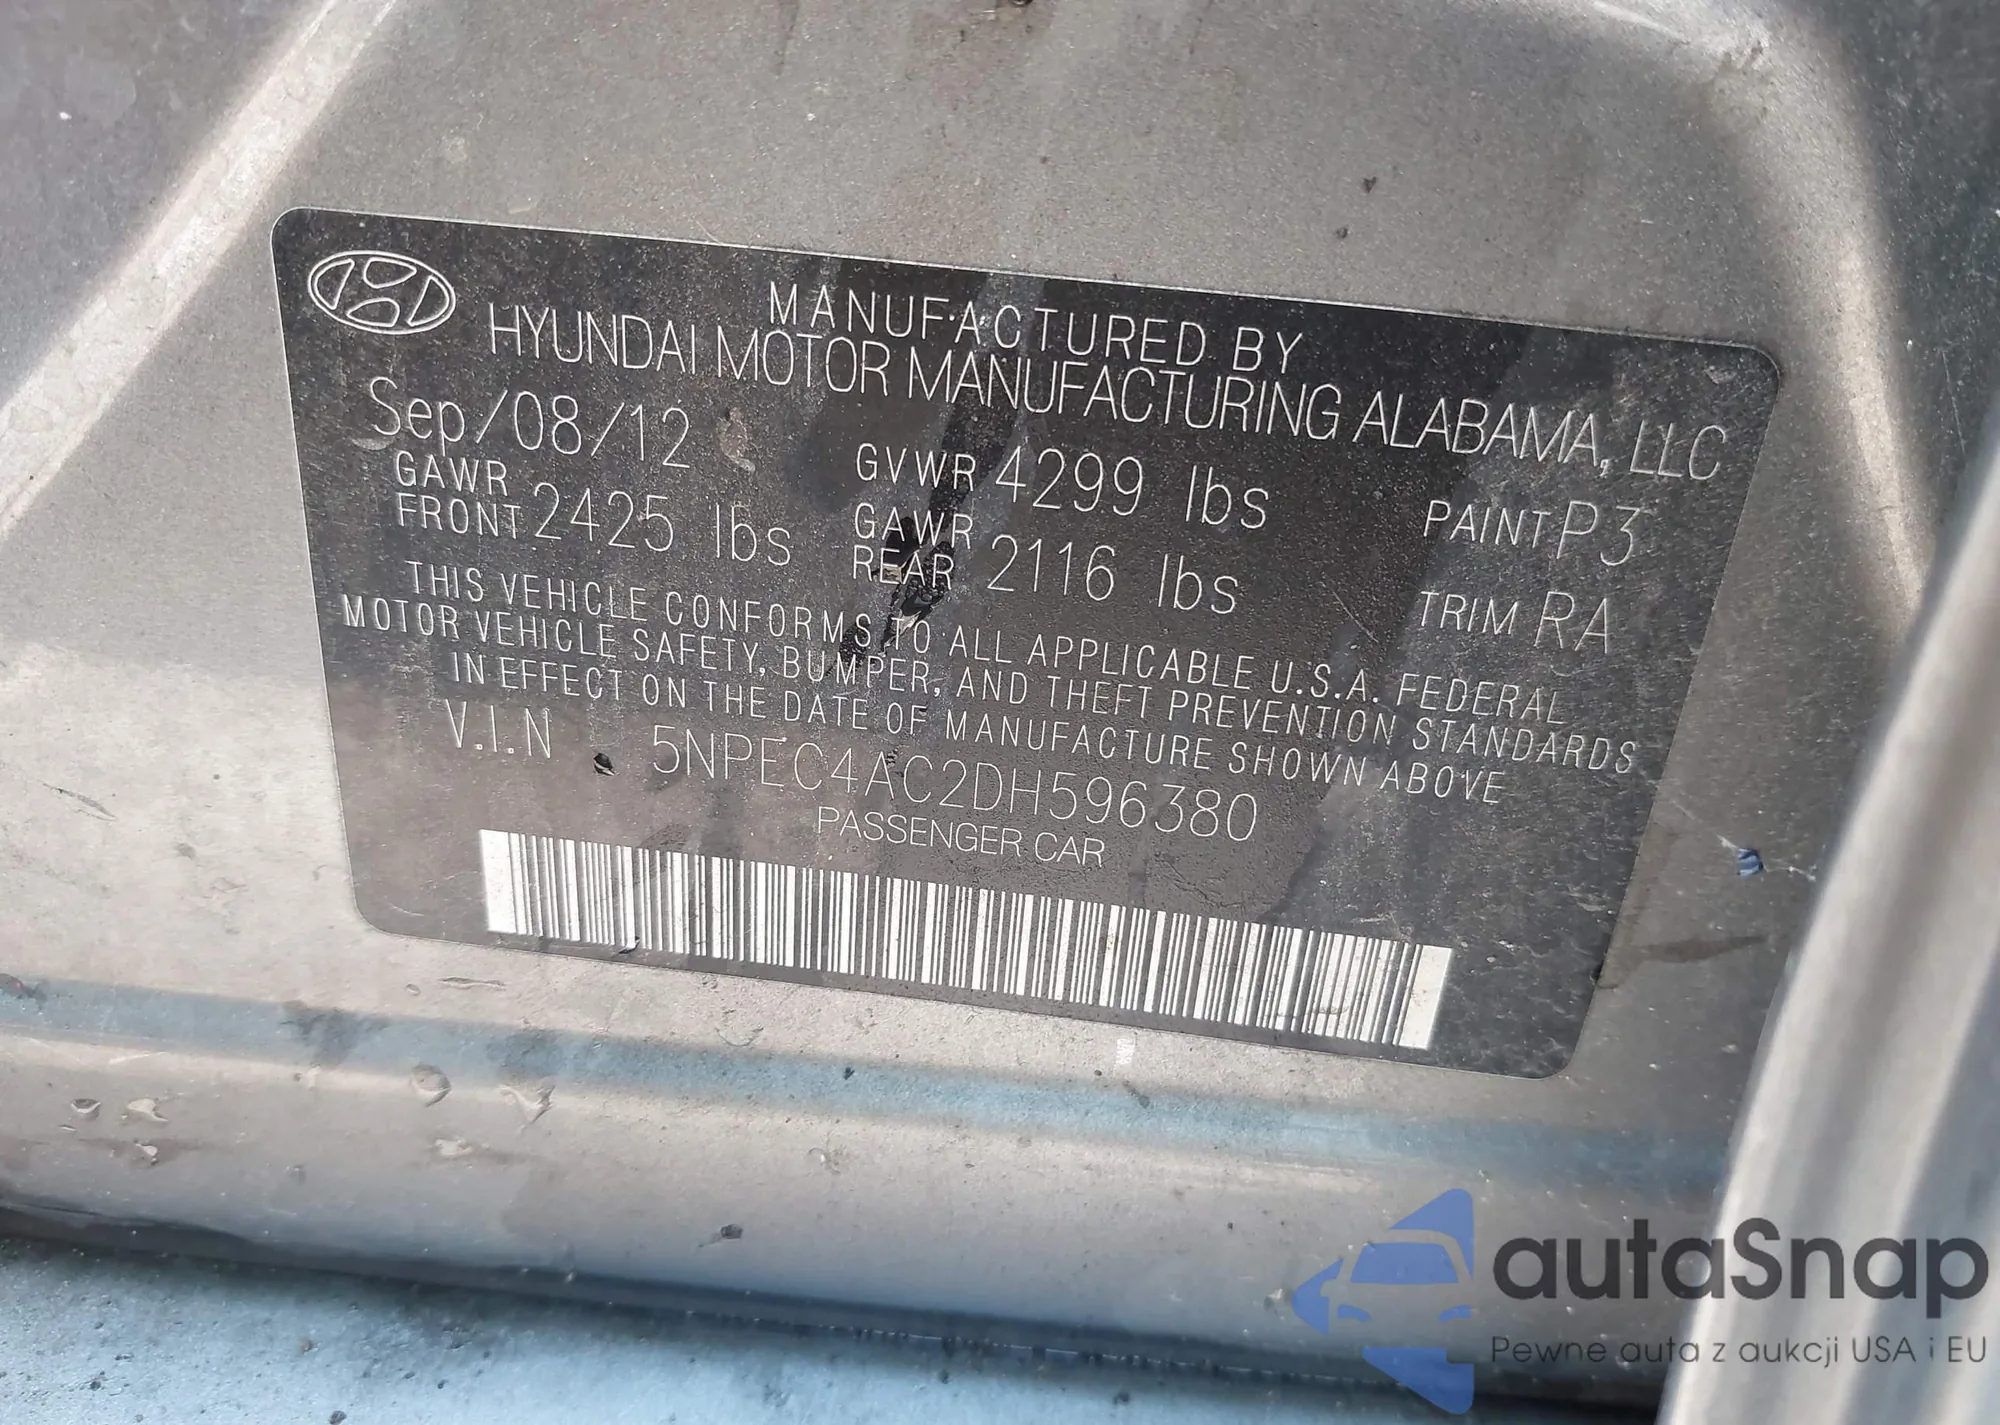 MANUFACTURED BY
HYUNDAI MOTOR MANUFACTURING ALABAMA, LLC
Sep/08/12 GVWR 4299 lbs PAINT P3
GAWR FRONT 2425 lbs GAWR REAR 2116 lbs TRIM RA
THIS VEHICLE CONFORMS TO ALL APPLICABLE U.S.A. FEDERAL
MOTOR VEHICLE SAFETY, BUMPER, AND THEFT PREVENTION STANDARDS
IN EFFECT ON THE DATE OF MANUFACTURE SHOWN ABOVE
V.I.N 5NPEC4AC2DH596380
PASSENGER CAR
autaSnap
Pewne auta z aukcji USA i EU